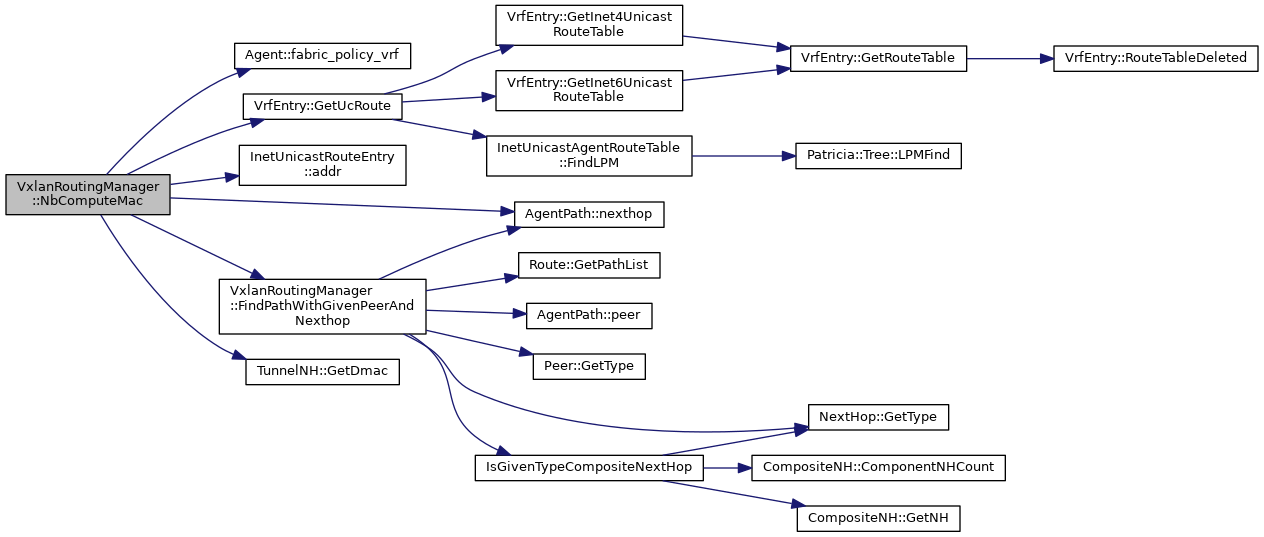 VxlanRoutingManager
::NbComputeMac
Agent::fabric_policy_vrf
VrfEntry::GetUcRoute
InetUnicastRouteEntry
::addr
VxlanRoutingManager
::FindPathWithGivenPeerAnd
Nexthop
TunnelNH::GetDmac
VrfEntry::GetInet4Unicast
RouteTable
VrfEntry::GetInet6Unicast
RouteTable
InetUnicastAgentRouteTable
::FindLPM
AgentPath::nexthop
Route::GetPathList
AgentPath::peer
Peer::GetType
IsGivenTypeCompositeNextHop
VrfEntry::GetRouteTable
Patricia::Tree::LPMFind
NextHop::GetType
CompositeNH::ComponentNHCount
CompositeNH::GetNH
VrfEntry::RouteTableDeleted